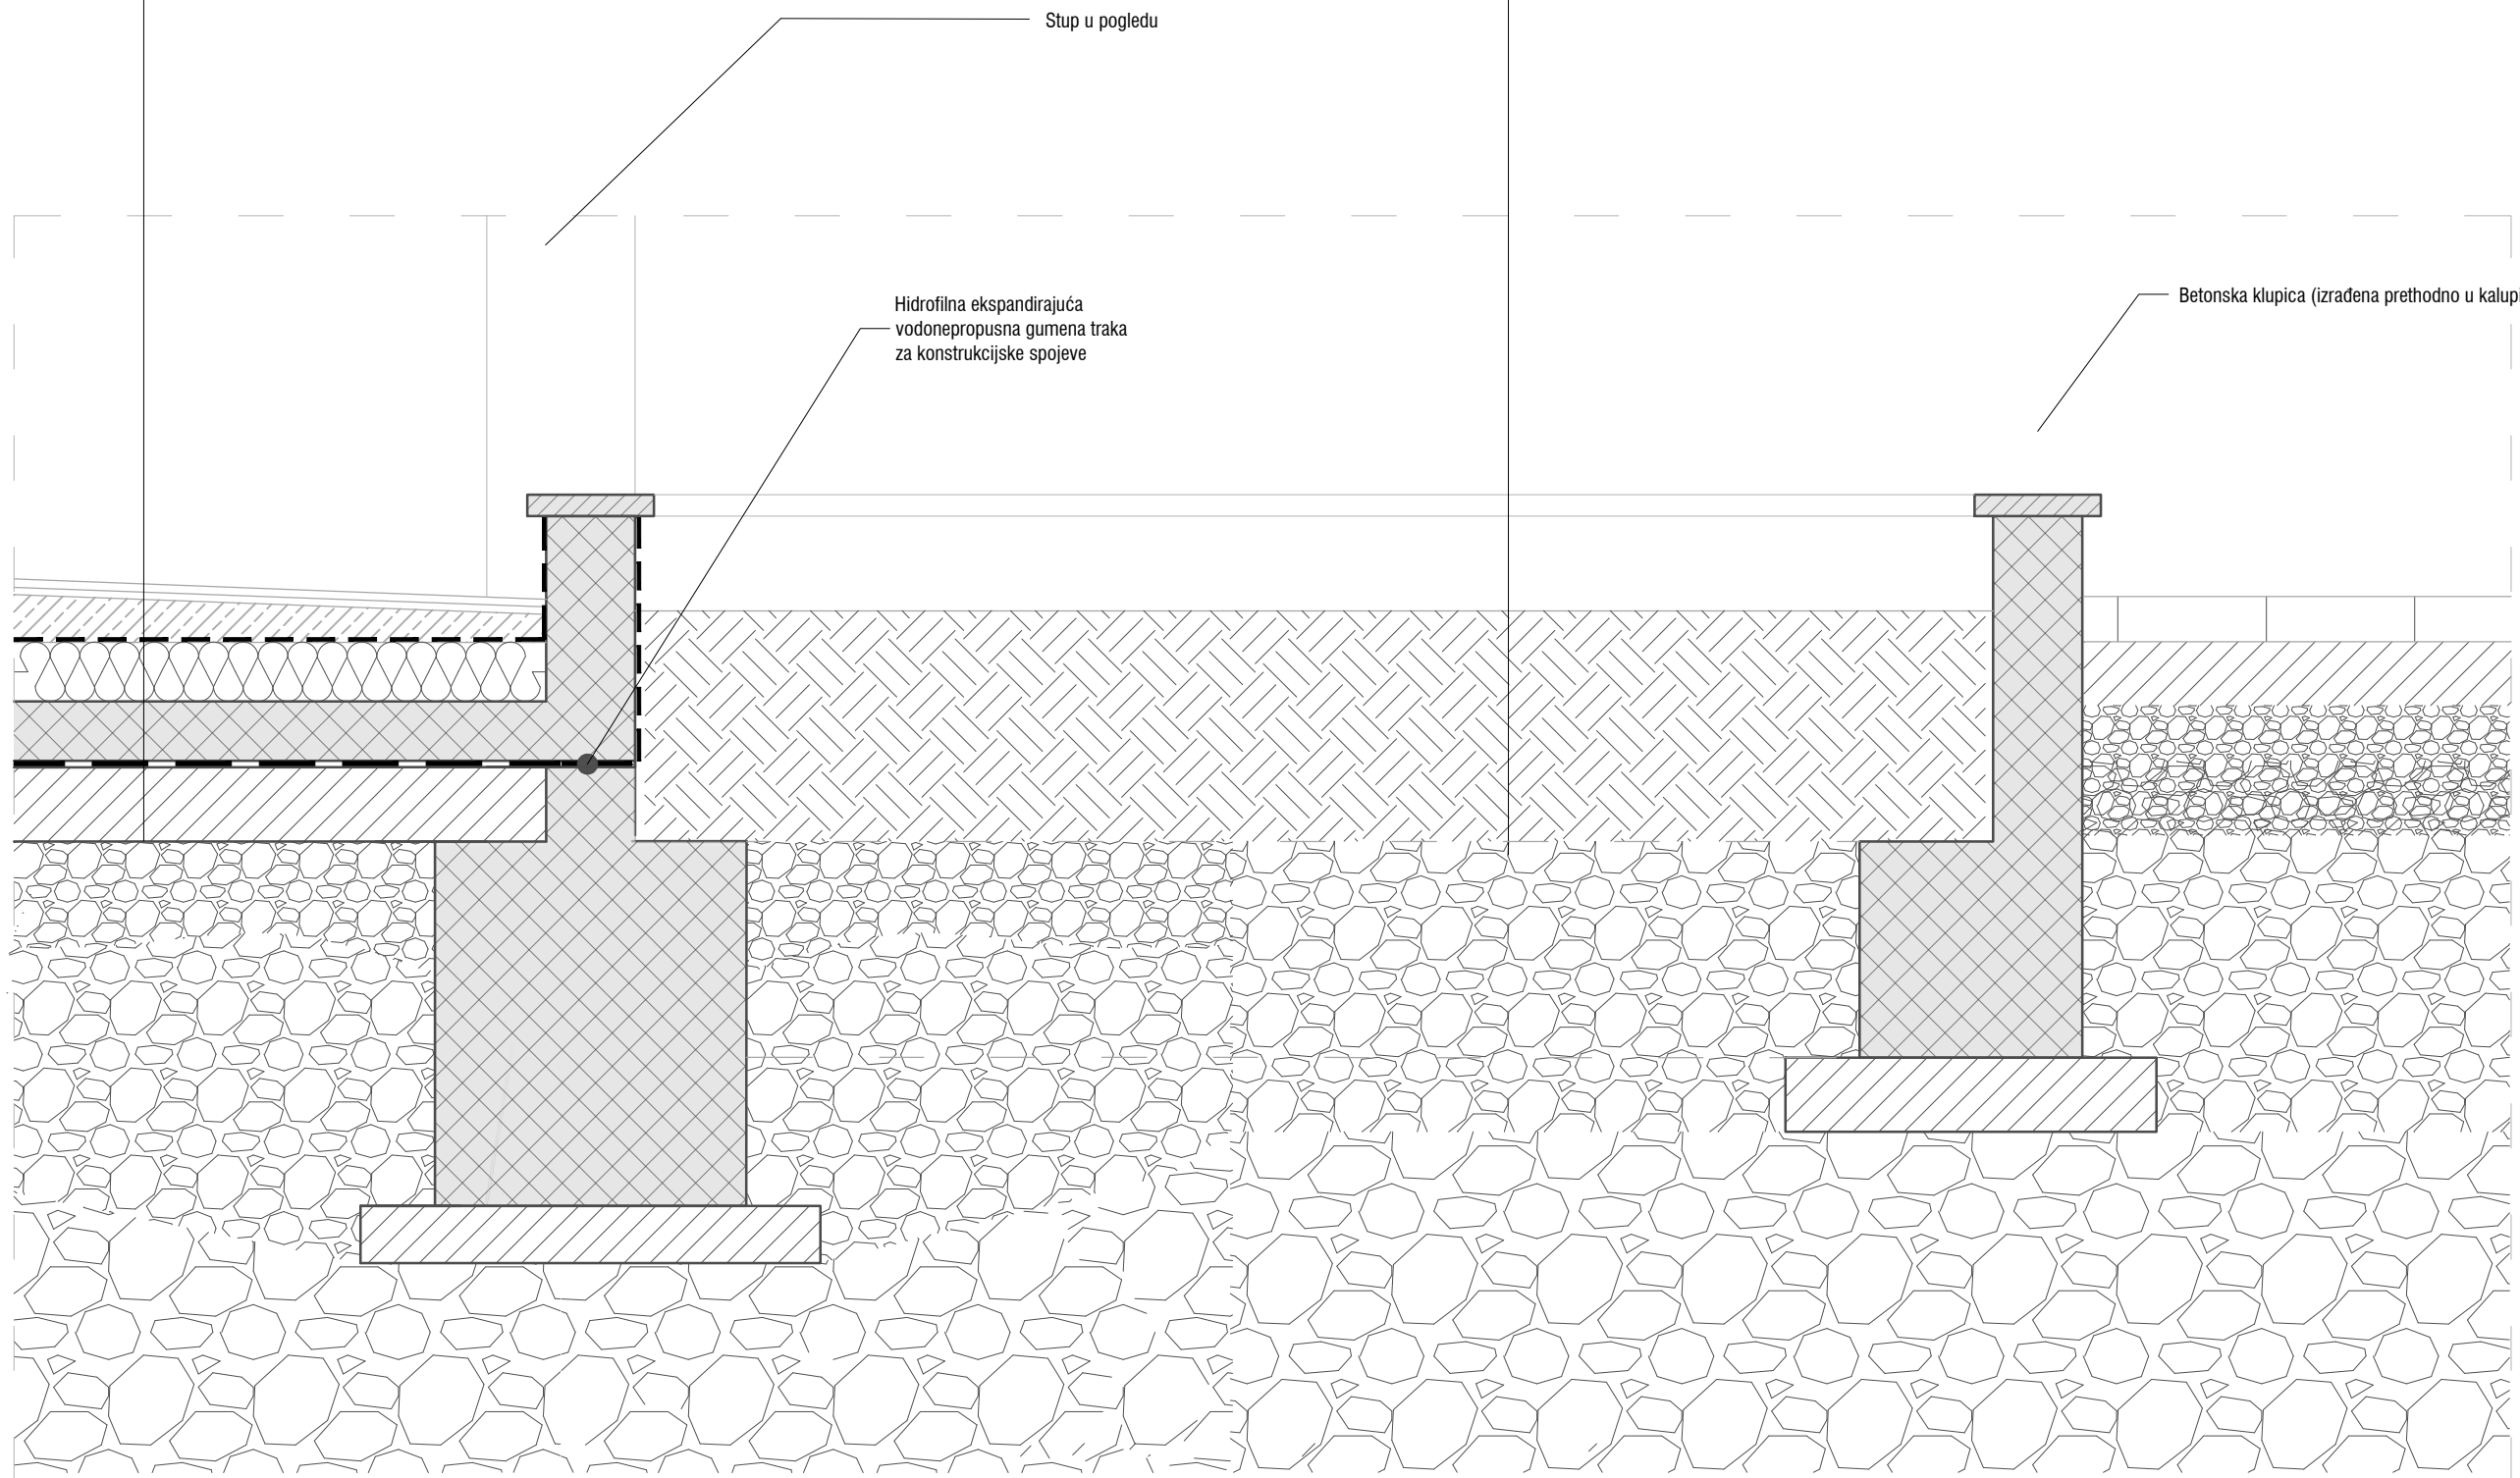 Stup u pogledu
Hidrofilna ekspandirajuća
vodonepropusna gumena traka
za konstrukcijske spojeve
Betonska klupica (izrađena prethodno u kalupi